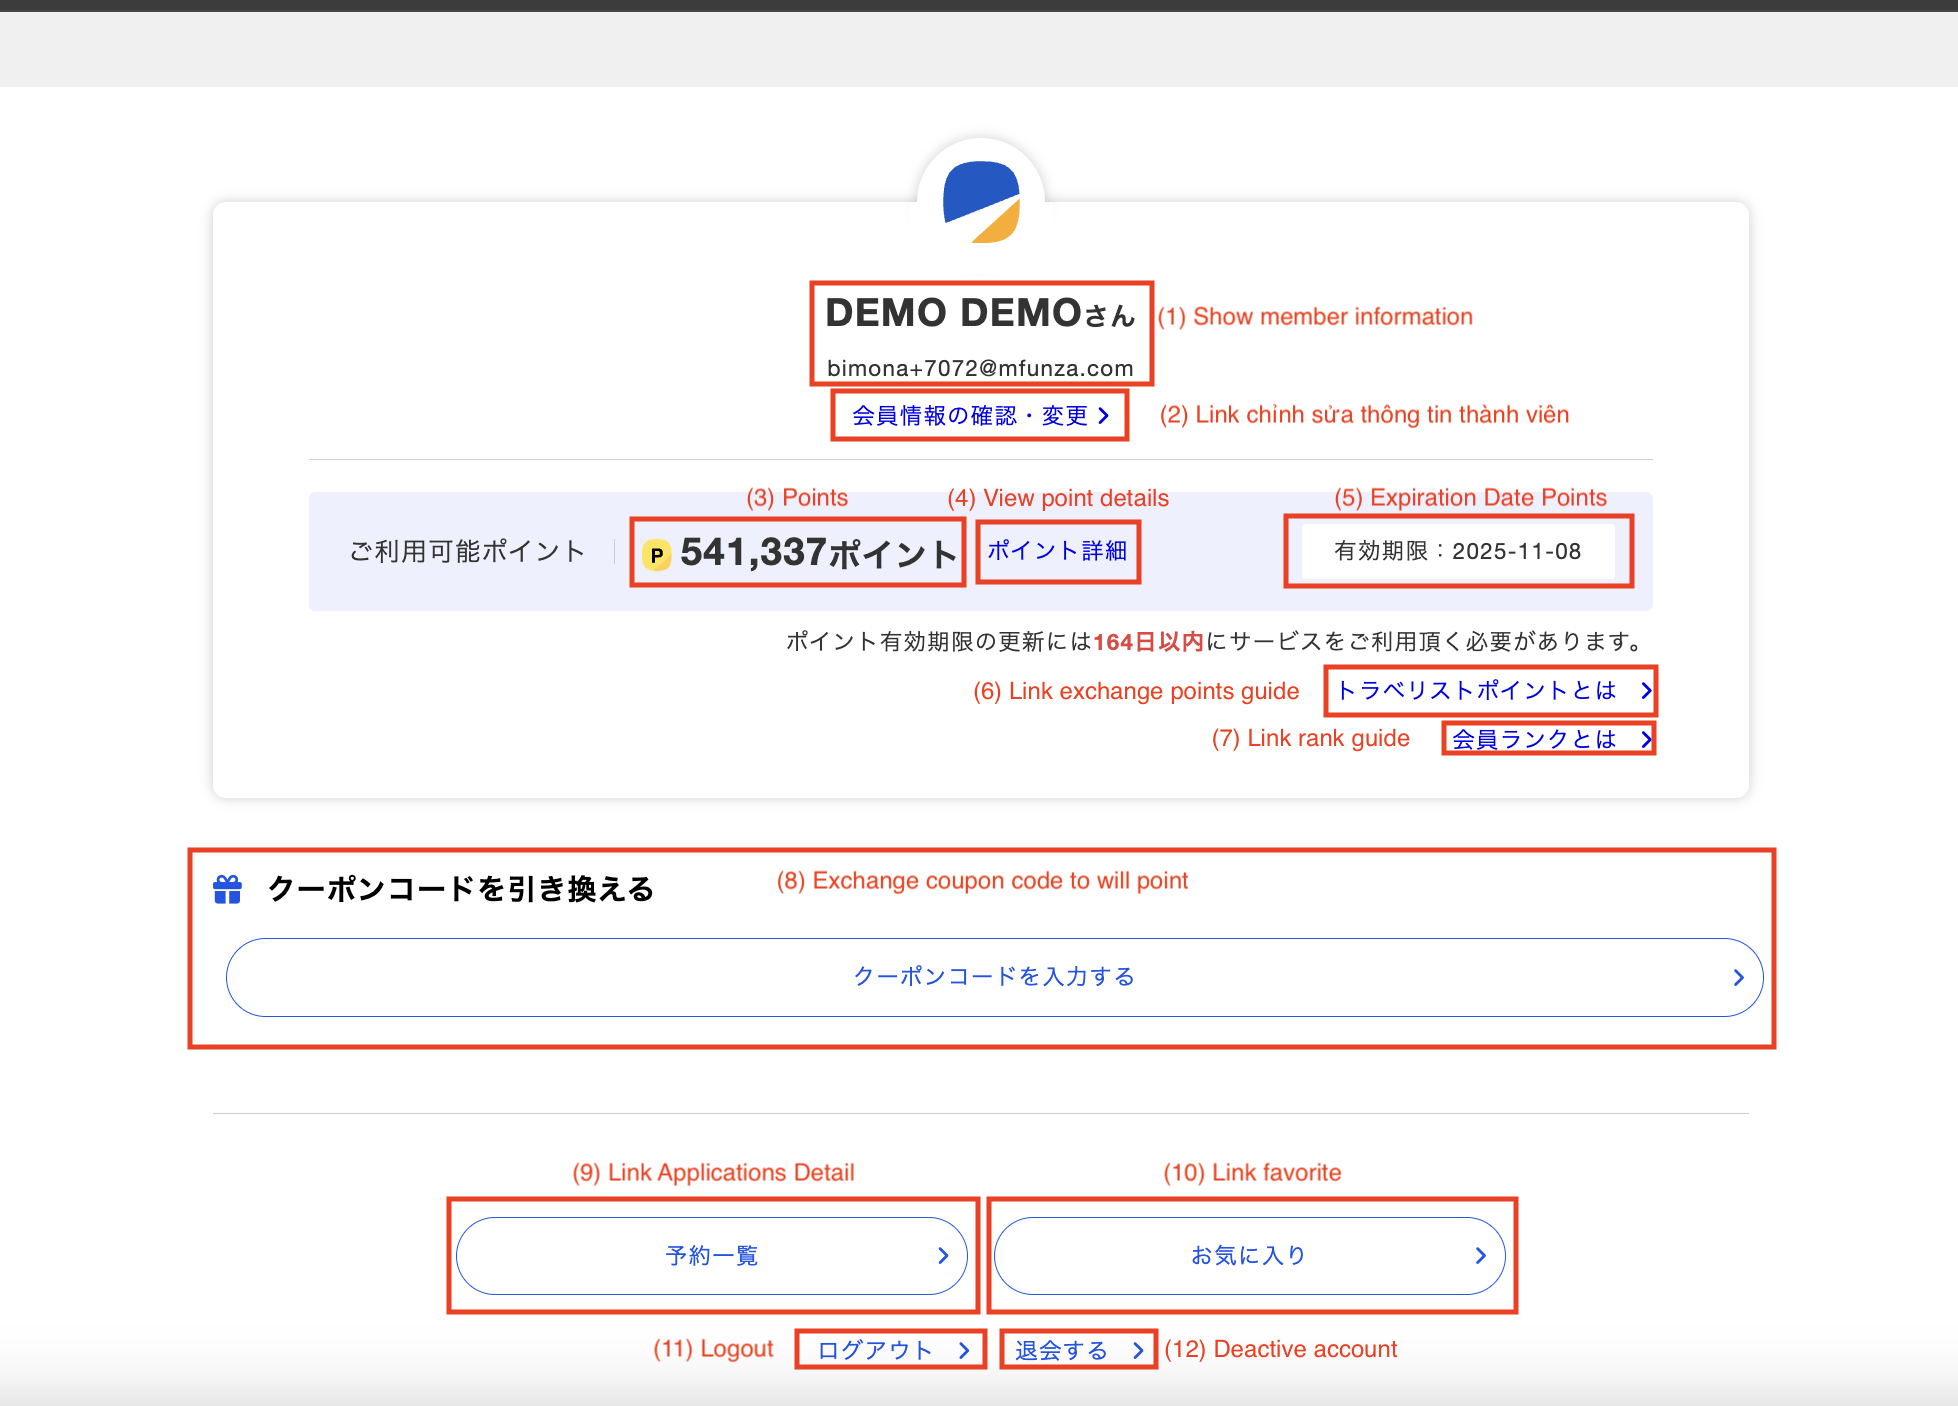 DEMO DEMOさん
(1) Show member information
bimona+7072@mfunza.com
会員情報の確認・変更
(2) Link chỉnh sửa thông tin thành viên
(3) Points
(4) View point details
(5) Expiration Date Points
ご利用可能ポイント
P 541,337ポイント
ポイント詳細
有効期限：2025-11-08
ポイント有効期限の更新には164日以内にサービスをご利用頂く必要があります。
(6) Link exchange points guide
トラベリストポイントとは
(7) Link rank guide
会員ランクとは
クーポンコードを引き換える
(8) Exchange coupon code to will point
クーポンコードを入力する
(9) Link Applications Detail
(10) Link favorite
予約一覧
お気に入り
(11) Logout
ログアウト
退会する
(12) Deactive account